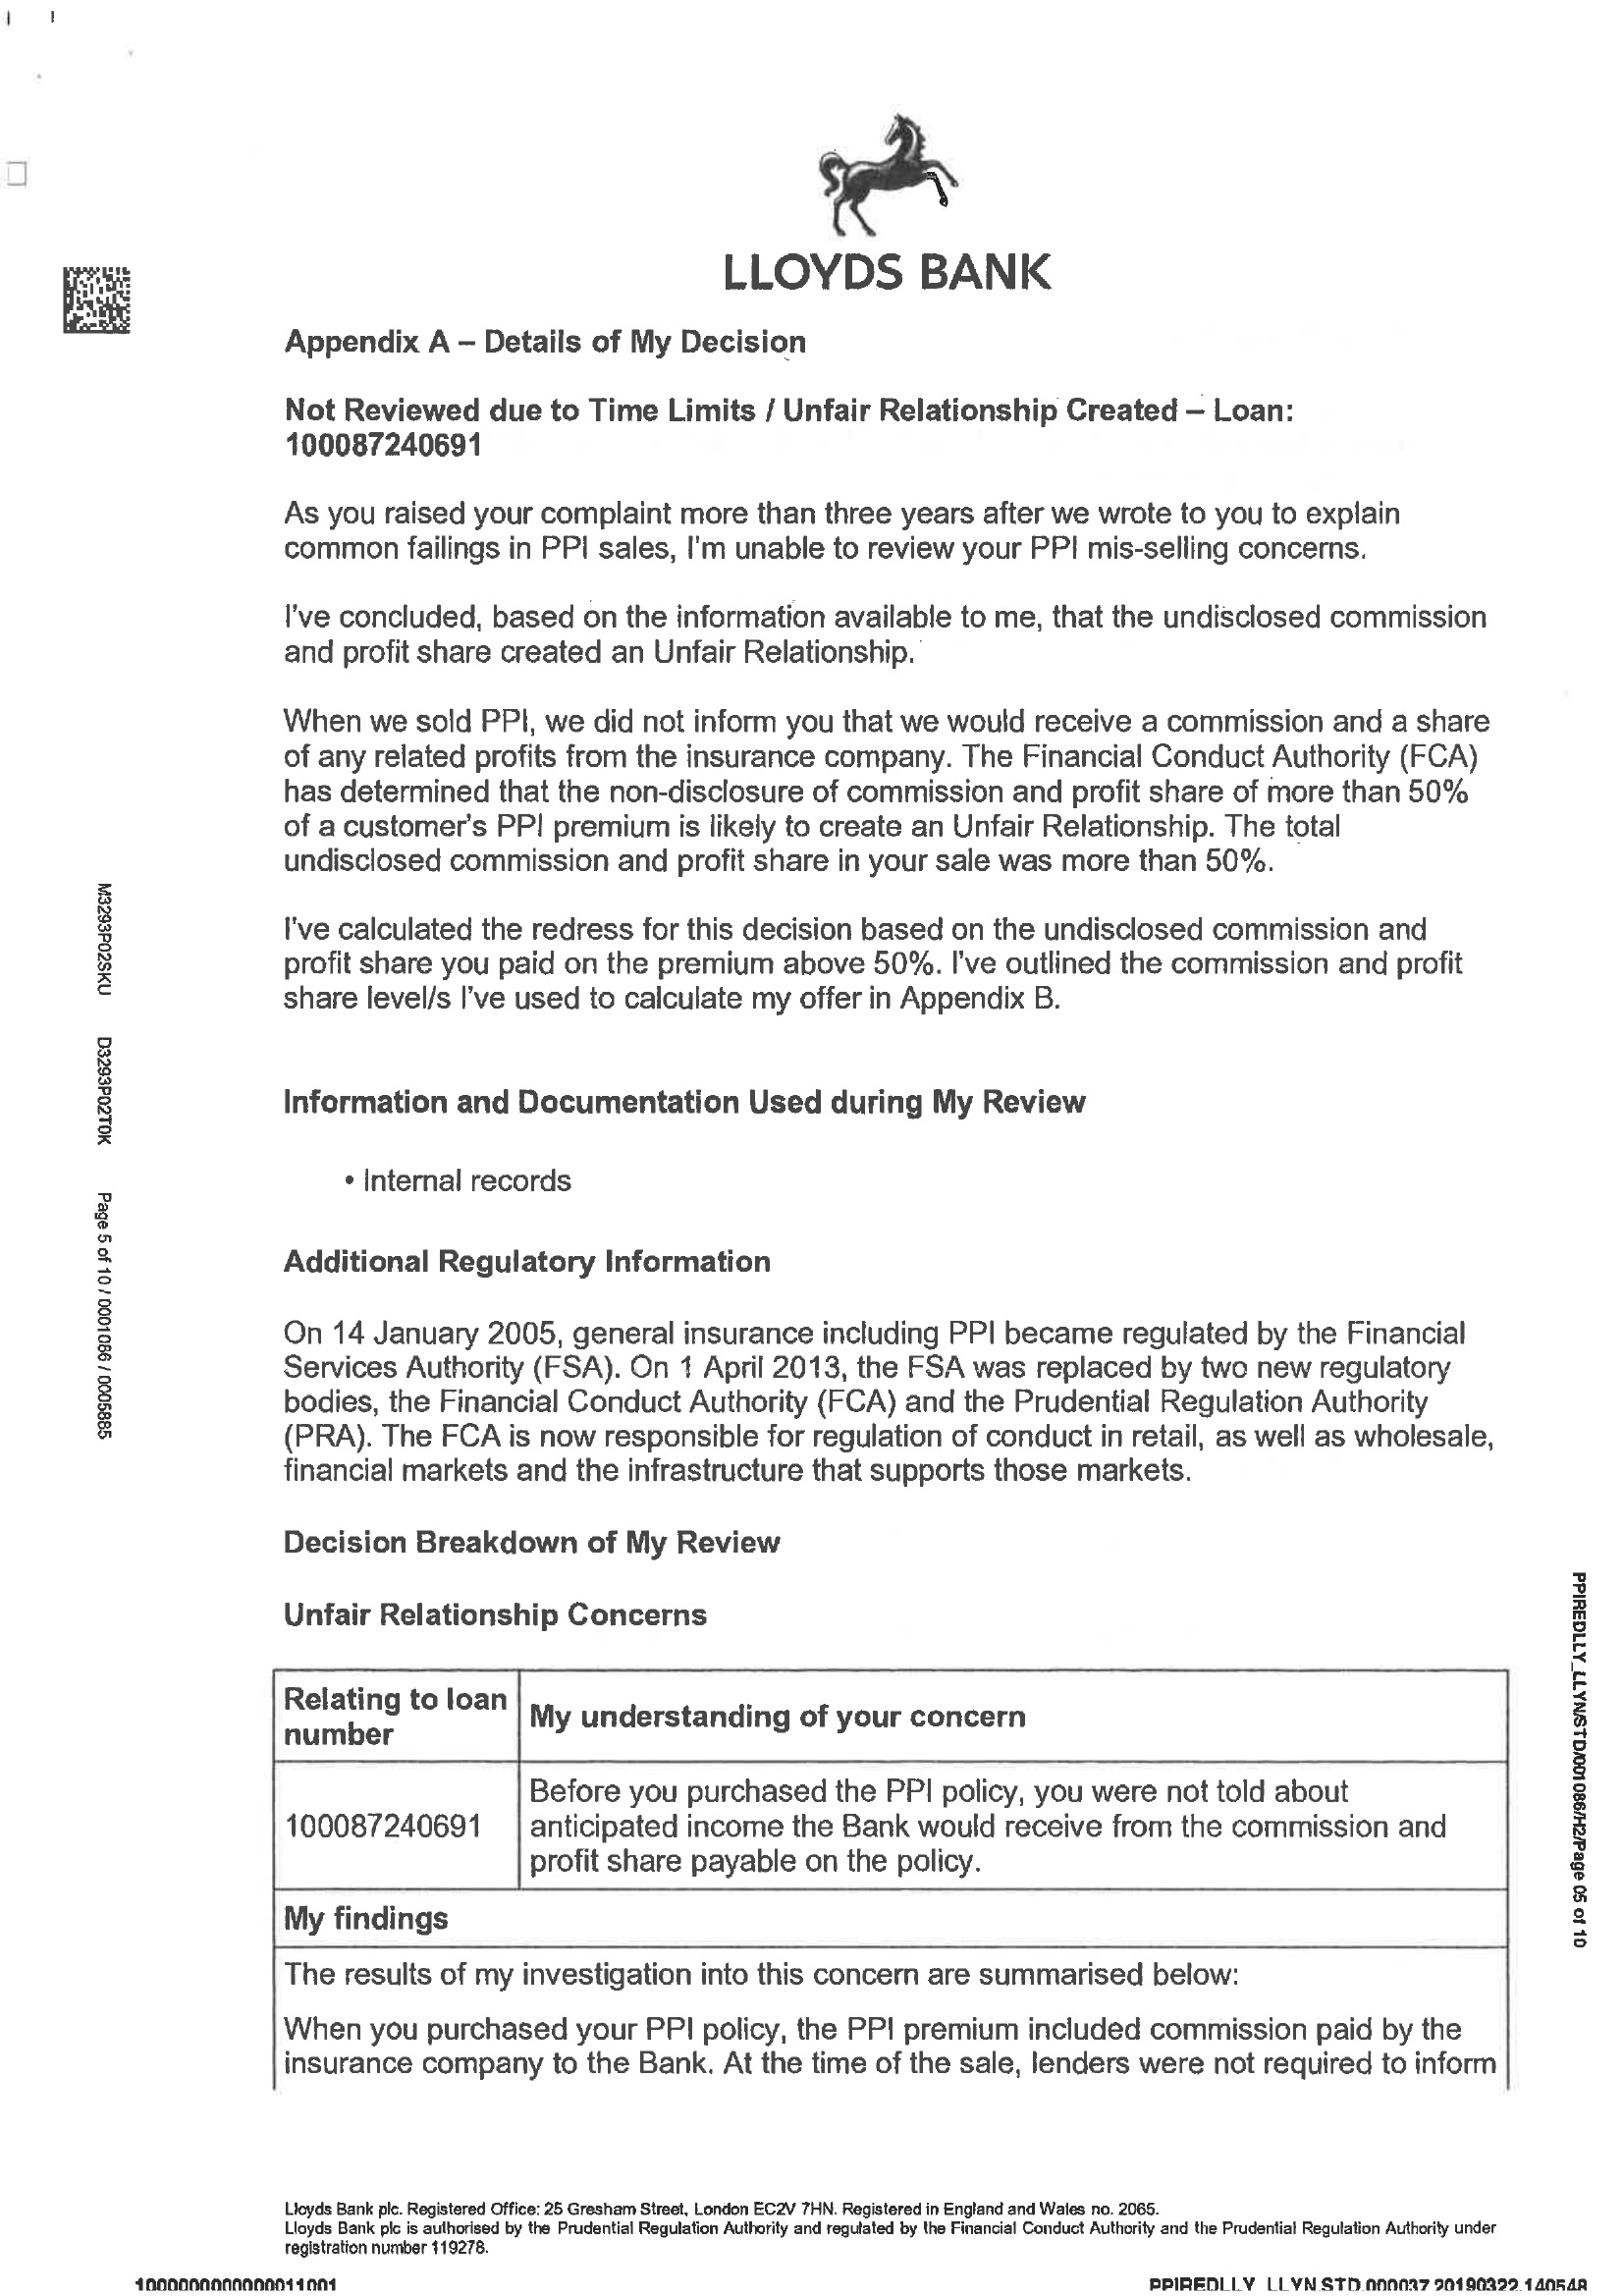 LLOYDS BANK
Appendix A – Details of My Decision
Not Reviewed due to Time Limits / Unfair Relationship Created – Loan:
100087240691
As you raised your complaint more than three years after we wrote to you to explain
common failings in PPI sales, I'm unable to review your PPI mis-selling concerns.
I've concluded, based on the information available to me, that the undisclosed commission
and profit share created an Unfair Relationship.
When we sold PPI, we did not inform you that we would receive a commission and a share
of any related profits from the insurance company. The Financial Conduct Authority (FCA)
has determined that the non-disclosure of commission and profit share of more than 50%
of a customer's PPI premium is likely to create an Unfair Relationship. The total
undisclosed commission and profit share in your sale was more than 50%.
I've calculated the redress for this decision based on the undisclosed commission and
profit share you paid on the premium above 50%. I've outlined the commission and profit
share level/s I've used to calculate my offer in Appendix B.
Information and Documentation Used during My Review
• Internal records
Additional Regulatory Information
On 14 January 2005, general insurance including PPI became regulated by the Financial
Services Authority (FSA). On 1 April 2013, the FSA was replaced by two new regulatory
bodies, the Financial Conduct Authority (FCA) and the Prudential Regulation Authority
(PRA). The FCA is now responsible for regulation of conduct in retail, as well as wholesale,
financial markets and the infrastructure that supports those markets.
Decision Breakdown of My Review
Unfair Relationship Concerns
Relating to loan
number
My understanding of your concern
100087240691
Before you purchased the PPI policy, you were not told about
anticipated income the Bank would receive from the commission and
profit share payable on the policy.
My findings
The results of my investigation into this concern are summarised below:
When you purchased your PPI policy, the PPI premium included commission paid by the
insurance company to the Bank. At the time of the sale, lenders were not required to inform
Lloyds Bank plc. Registered Office: 25 Gresham Street, London EC2V 7HN. Registered in England and Wales no. 2065.
Lloyds Bank plc is authorised by the Prudential Regulation Authority and regulated by the Financial Conduct Authority and the Prudential Regulation Authority under
registration number 119278.
M3293P02SKU D3293P02T0K Page 5 of 10 / 0001086 / 0005885
PPIREDLLY_LLYN/STD/001086/H2/Page 05 of 10
1000000000000011001
PPIREDLLY_LLYN.STD.000037.20190322.140548